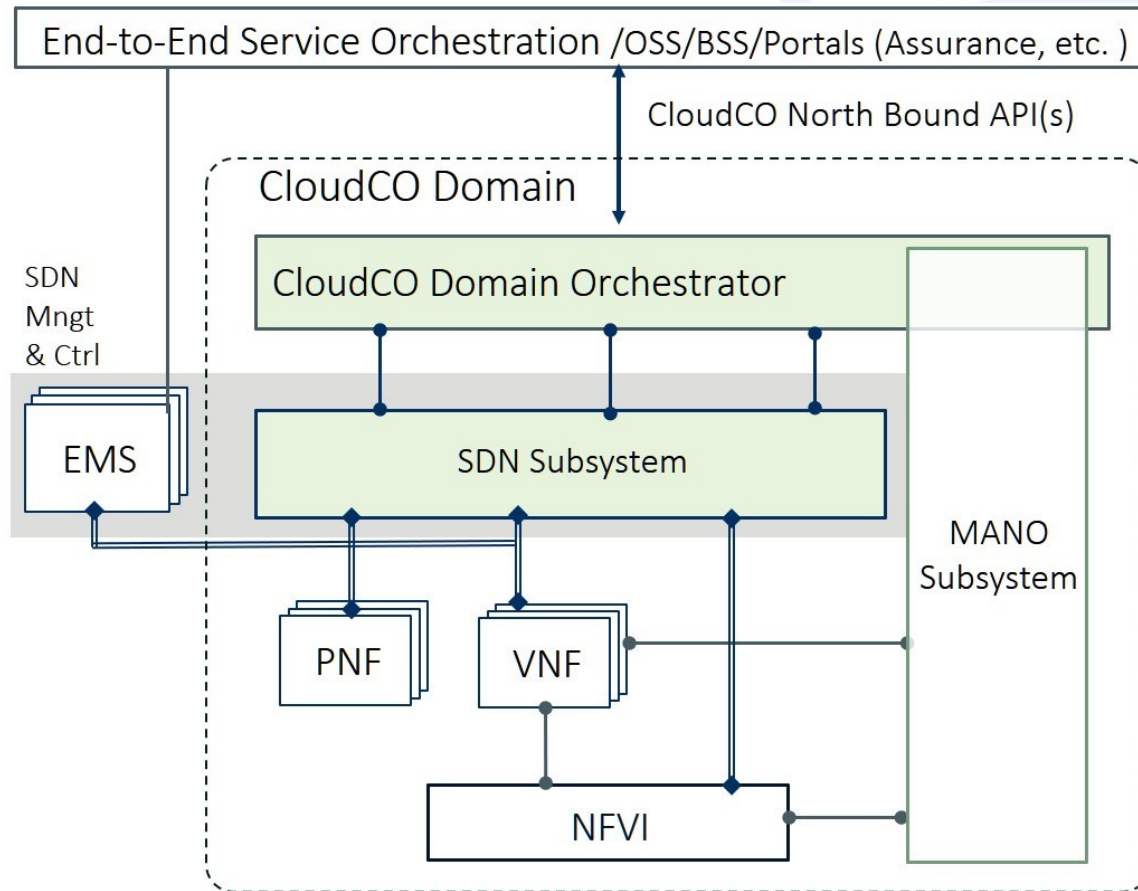 End-to-End Service Orchestration /OSS/BSS/Portals (Assurance, etc. )
CloudCO North Bound API(s)
CloudCO Domain
CloudCO Domain Orchestrator
SDN
Mngt
& Ctrl
EMS
SDN Subsystem
MANO
Subsystem
PNF
VNF
NFVI